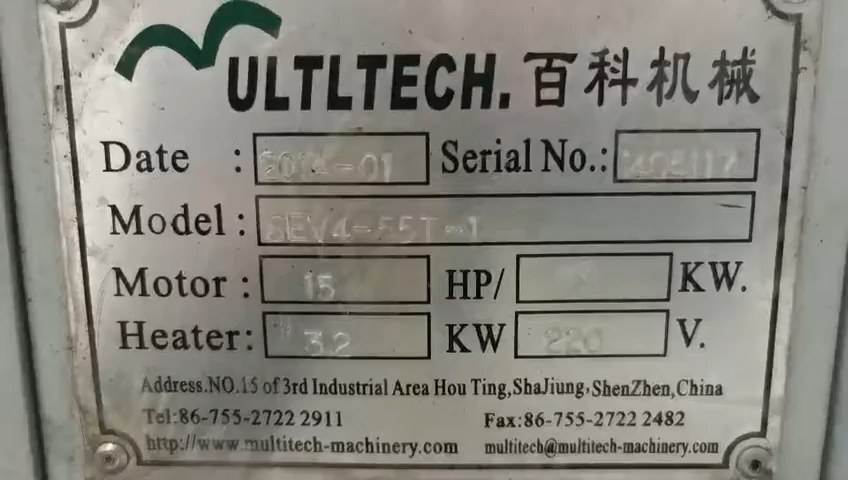 ULTLTECH. 百科机械
Date : 2014-01 Serial No.:
Model: SEV4-55T-1
Motor : 15 HP/ KW.
Heater: 3.2 KW 220 V.
Address.NO.15 of 3rd Industrial Area Hou Ting,ShaJiung,ShenZhen,China
Tel:86-755-2722 2911 Fax:86-755-2722 2482
http://www.multitech-machinery.com multitech@multitech-machinery.com